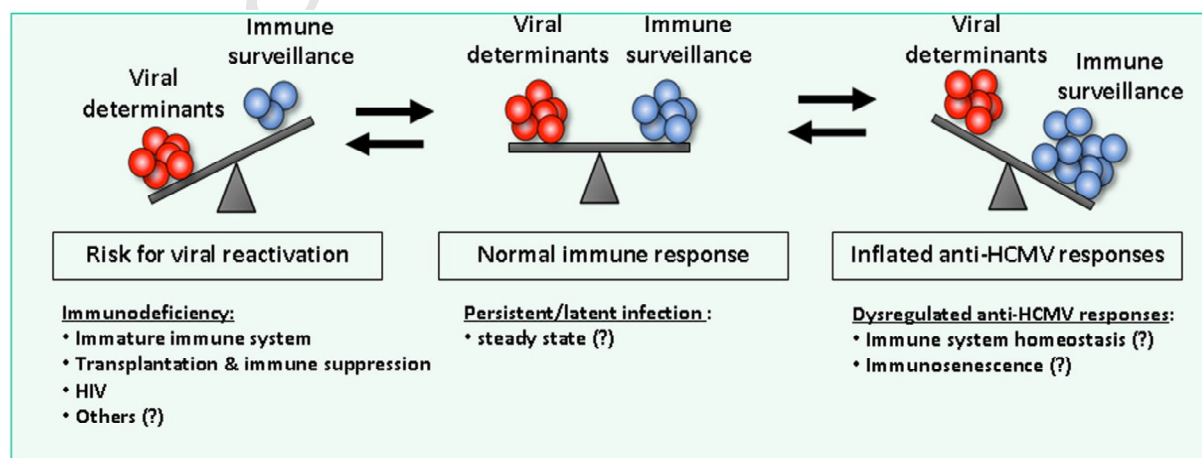 Viral
determinants
Immune
surveillance
Viral
determinants
Immune
surveillance
Viral
determinants
Immune
surveillance
Risk for viral reactivation
Normal immune response
Inflated anti-HCMV responses
Immunodeficiency:
• Immature immune system
• Transplantation & immune suppression
• HIV
• Others (?)
Persistent/latent infection :
• steady state (?)
Dysregulated anti-HCMV responses:
• Immune system homeostasis (?)
• Immunosenescence (?)